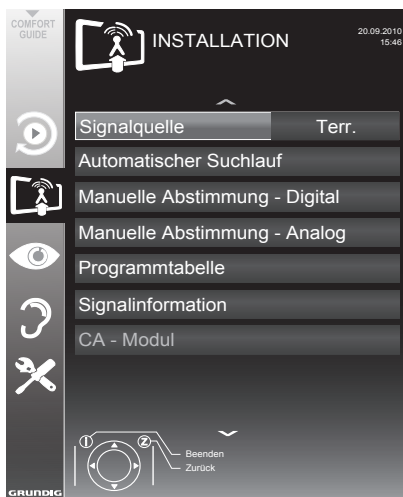 COMFORT
GUIDE
INSTALLATION
20.09.2010
15:46
Signalquelle Terr.
Automatischer Suchlauf
Manuelle Abstimmung - Digital
Manuelle Abstimmung - Analog
Programmtabelle
Signalinformation
CA - Modul
Z
Beenden
Zurück
GRUNDIG